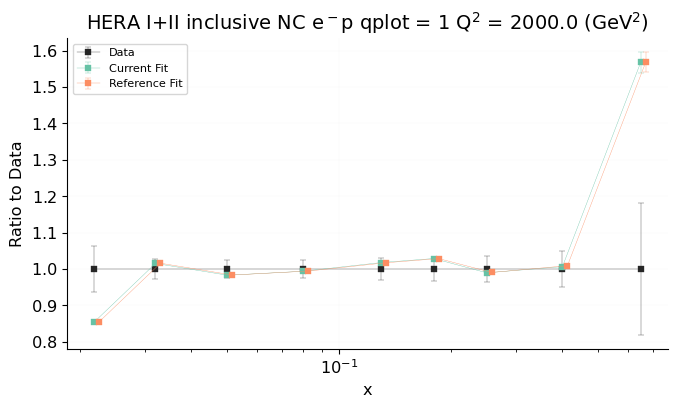 HERA I+II inclusive NC e⁻p qplot = 1 Q² = 2000.0 (GeV²)
Data
Current Fit
Reference Fit
Ratio to Data
1.6
1.5
1.4
1.3
1.2
1.1
1.0
0.9
0.8
10⁻¹
x